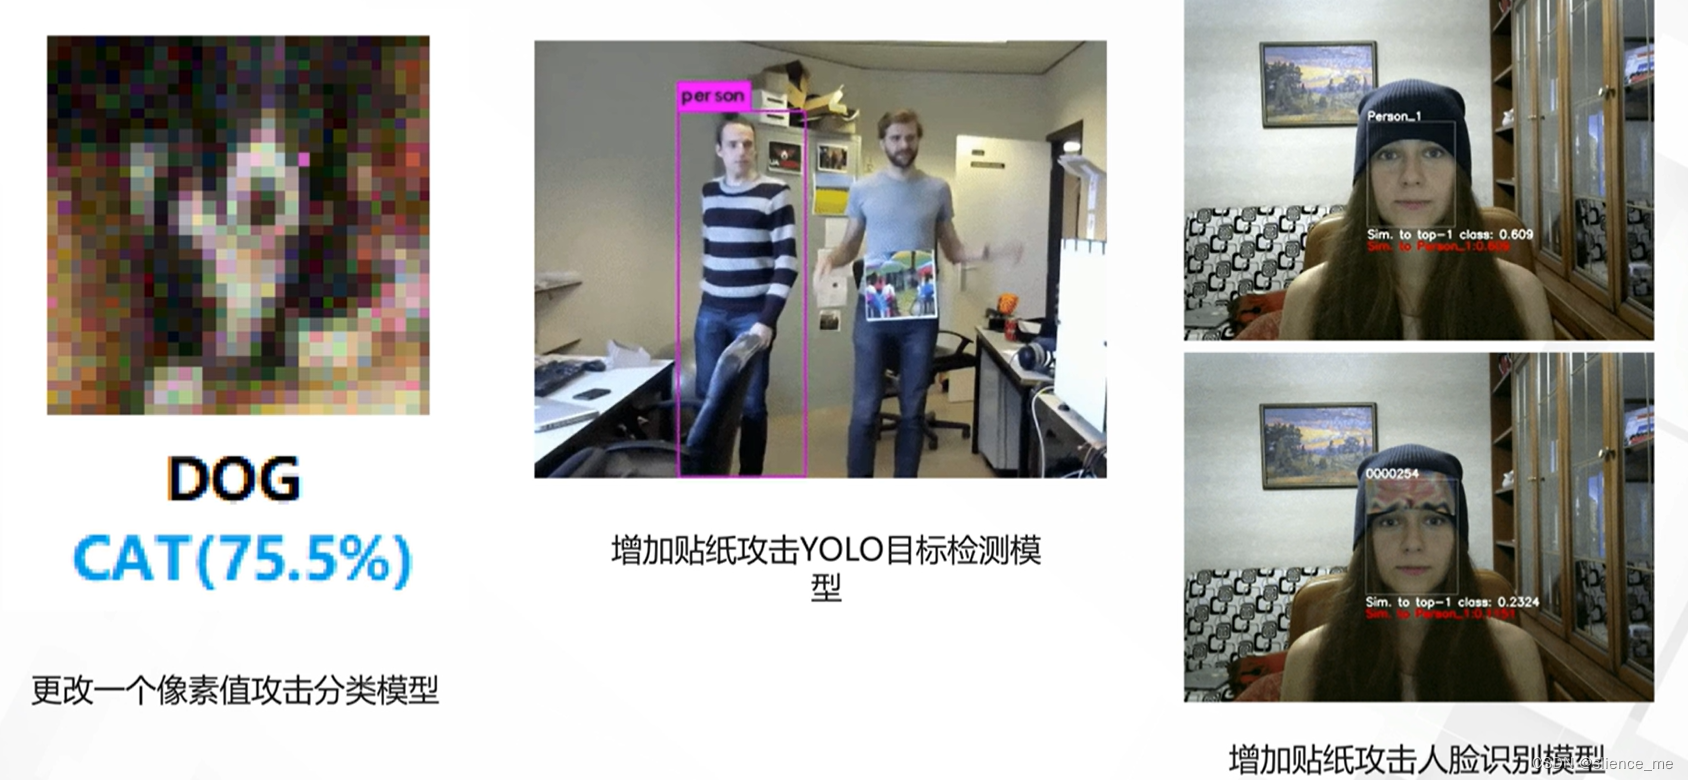 DOG
CAT(75.5%)
更改一个像素值攻击分类模型
person
增加贴纸攻击YOLO目标检测模
型
Person_1
Sim. to top-1 class: 0.609
Sim. to Person_1:0.609
0000254
Sim. to top-1 class: 0.2324
Sim. to Person_1:0.1151
增加贴纸攻击人脸识别模型
CSDN @silence_me